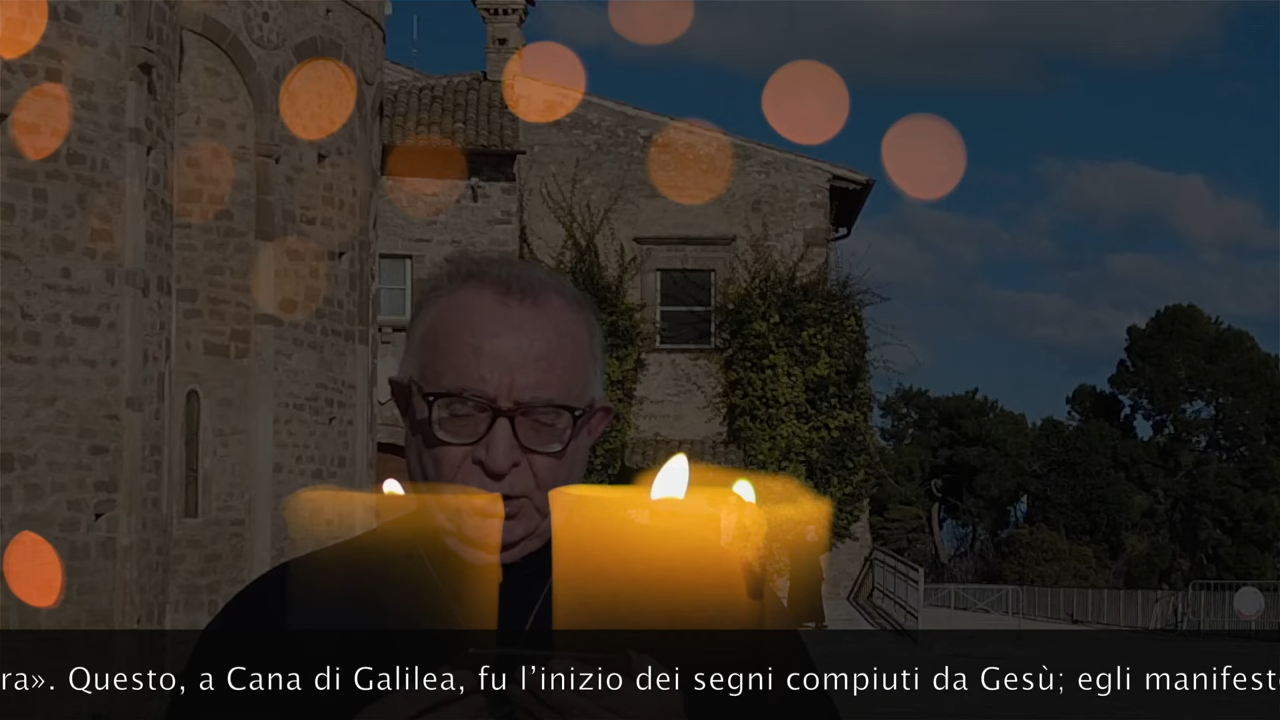 ra». Questo, a Cana di Galilea, fu l’inizio dei segni compiuti da Gesù; egli manifest